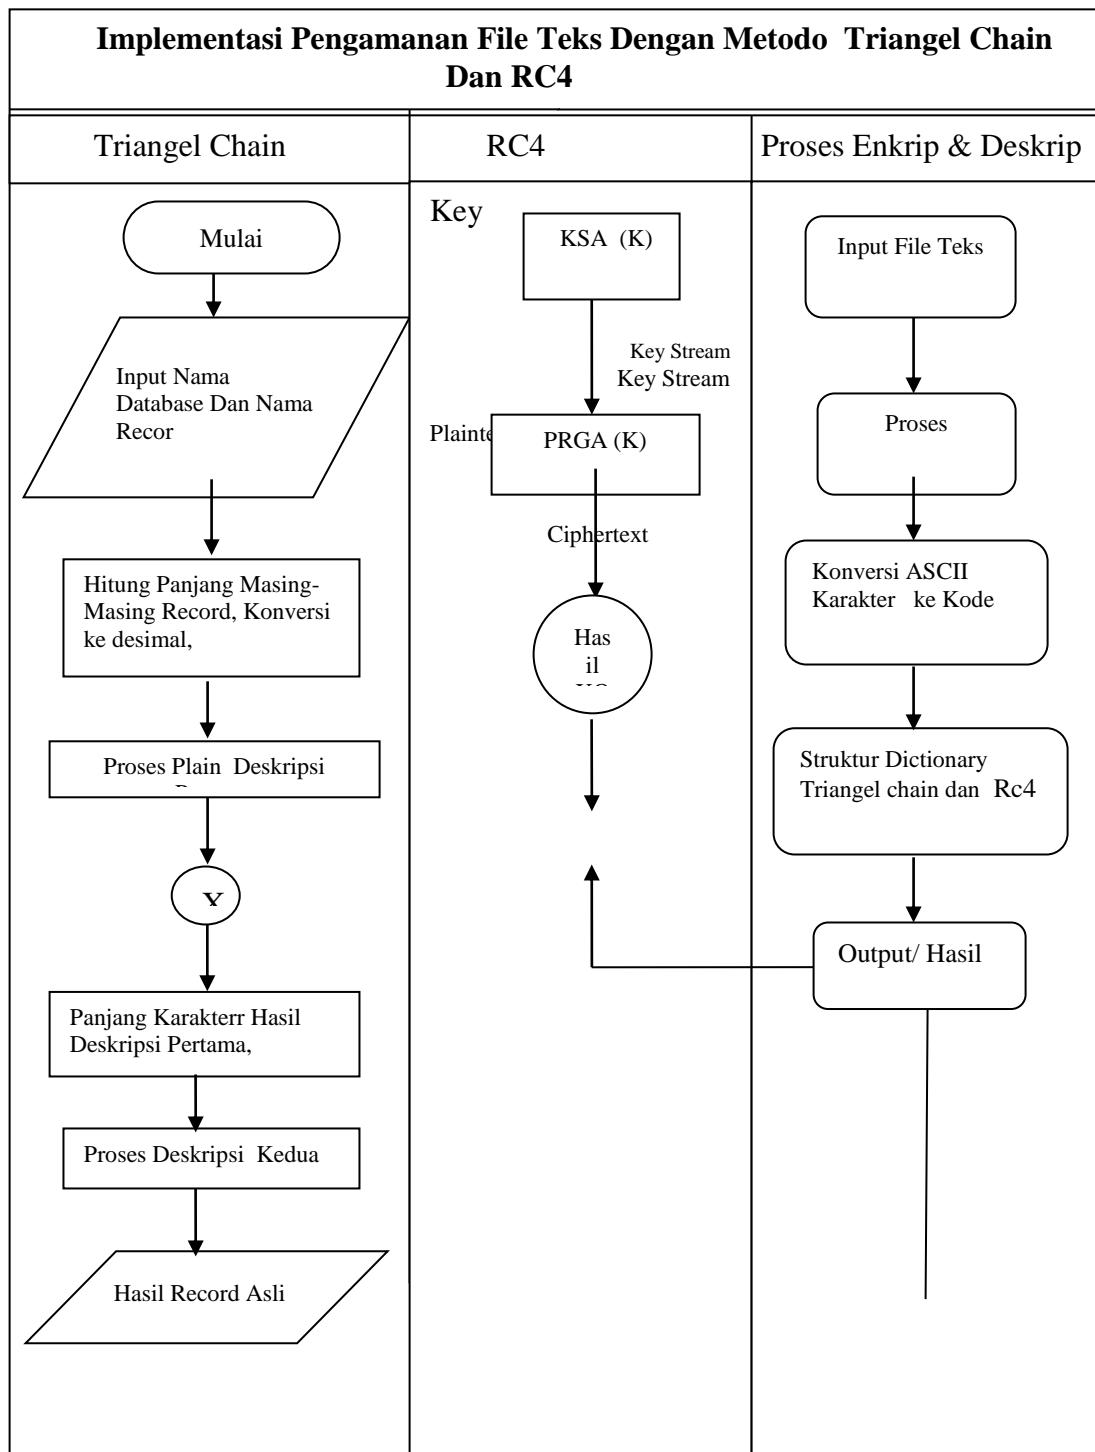 Implementasi Pengamanan File Teks Dengan Metodo Triangel Chain
Dan RC4
Triangel Chain
RC4
Proses Enkrip & Deskrip
Mulai
Input Nama
Database Dan Nama
Recor
Hitung Panjang Masing-
Masing Record, Konversi
ke desimal,
Proses Plain Deskripsi
Panjang Karakterr Hasil
Deskripsi Pertama,
Proses Deskripsi Kedua
Hasil Record Asli
Key
KSA (K)
Key Stream
Key Stream
Plainte
PRGA (K)
Ciphertext
Has
il
Input File Teks
Proses
Konversi ASCII
Karakter ke Kode
Struktur Dictionary
Triangel chain dan Rc4
Output/ Hasil